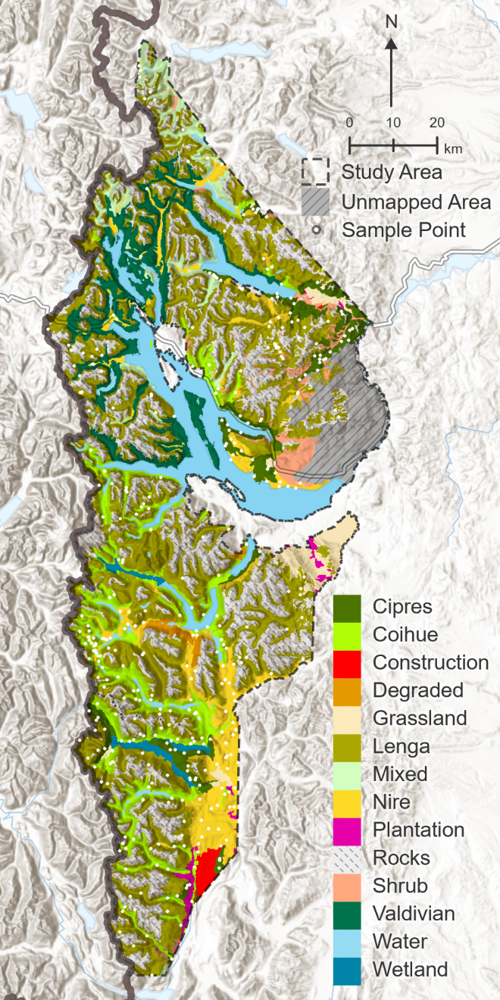 N
0 10 20
km
Study Area
Unmapped Area
Sample Point
Cipres
Coihue
Construction
Degraded
Grassland
Lenga
Mixed
Nire
Plantation
Rocks
Shrub
Valdivian
Water
Wetland